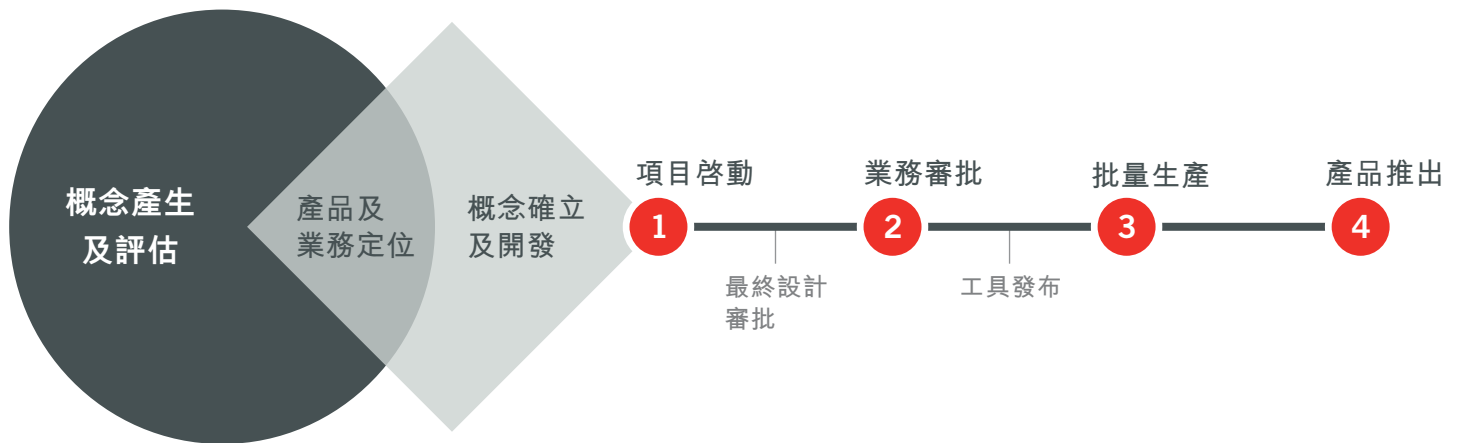 概念產生
及評估
產品及
業務定位
概念確立
及開發
項目啓動
1
最終設計
審批
業務審批
2
工具發布
批量生產
3
產品推出
4